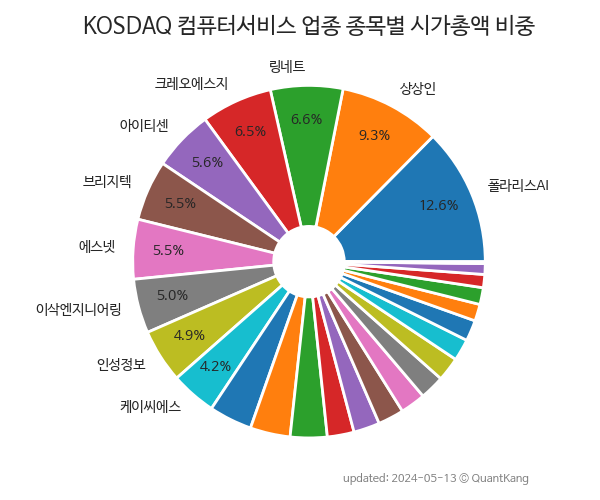 KOSDAQ 컴퓨터서비스 업종 종목별 시가총액 비중
링네트
상상인
크레오에스지
아이티센
브리지텍
에스넷
이삭엔지니어링
인성정보
케이씨에스
폴라리스AI
6.6%
9.3%
6.5%
5.6%
5.5%
5.5%
5.0%
4.9%
4.2%
12.6%
updated: 2024-05-13 © QuantKang